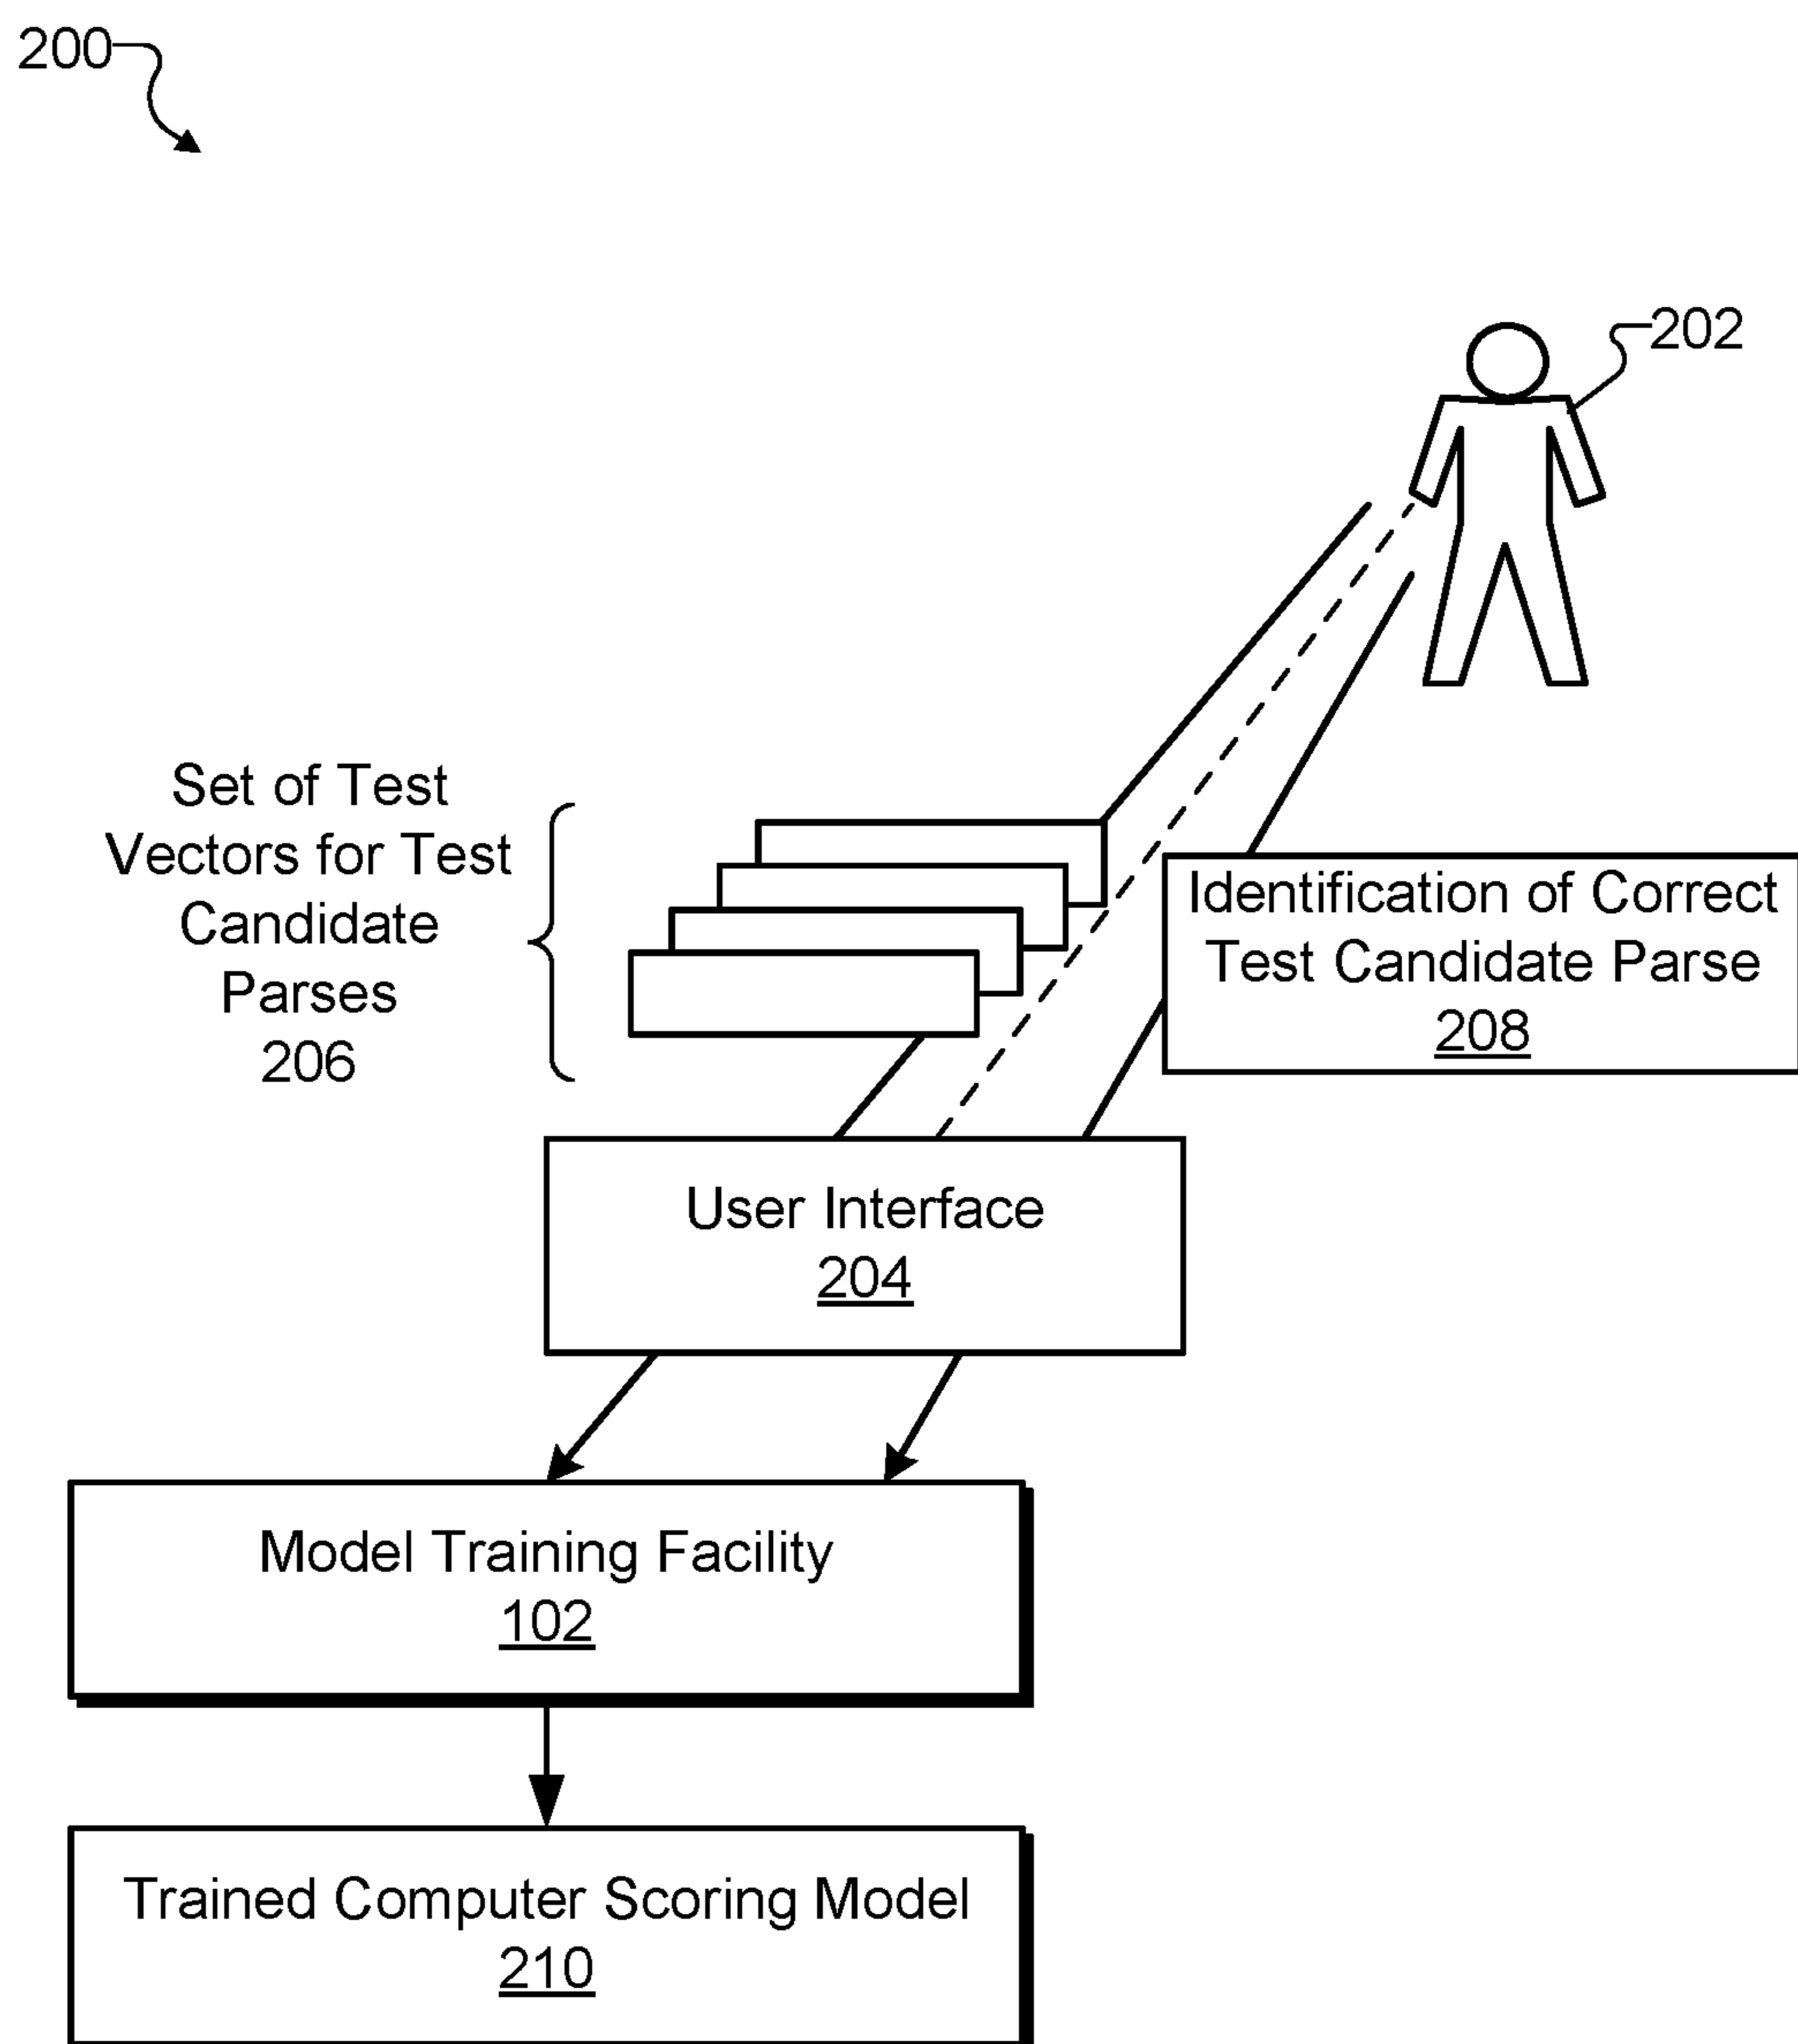 200
202
Set of Test
Vectors for Test
Candidate
Parses
206
Identification of Correct
Test Candidate Parse
208
User Interface
204
Model Training Facility
102
Trained Computer Scoring Model
210